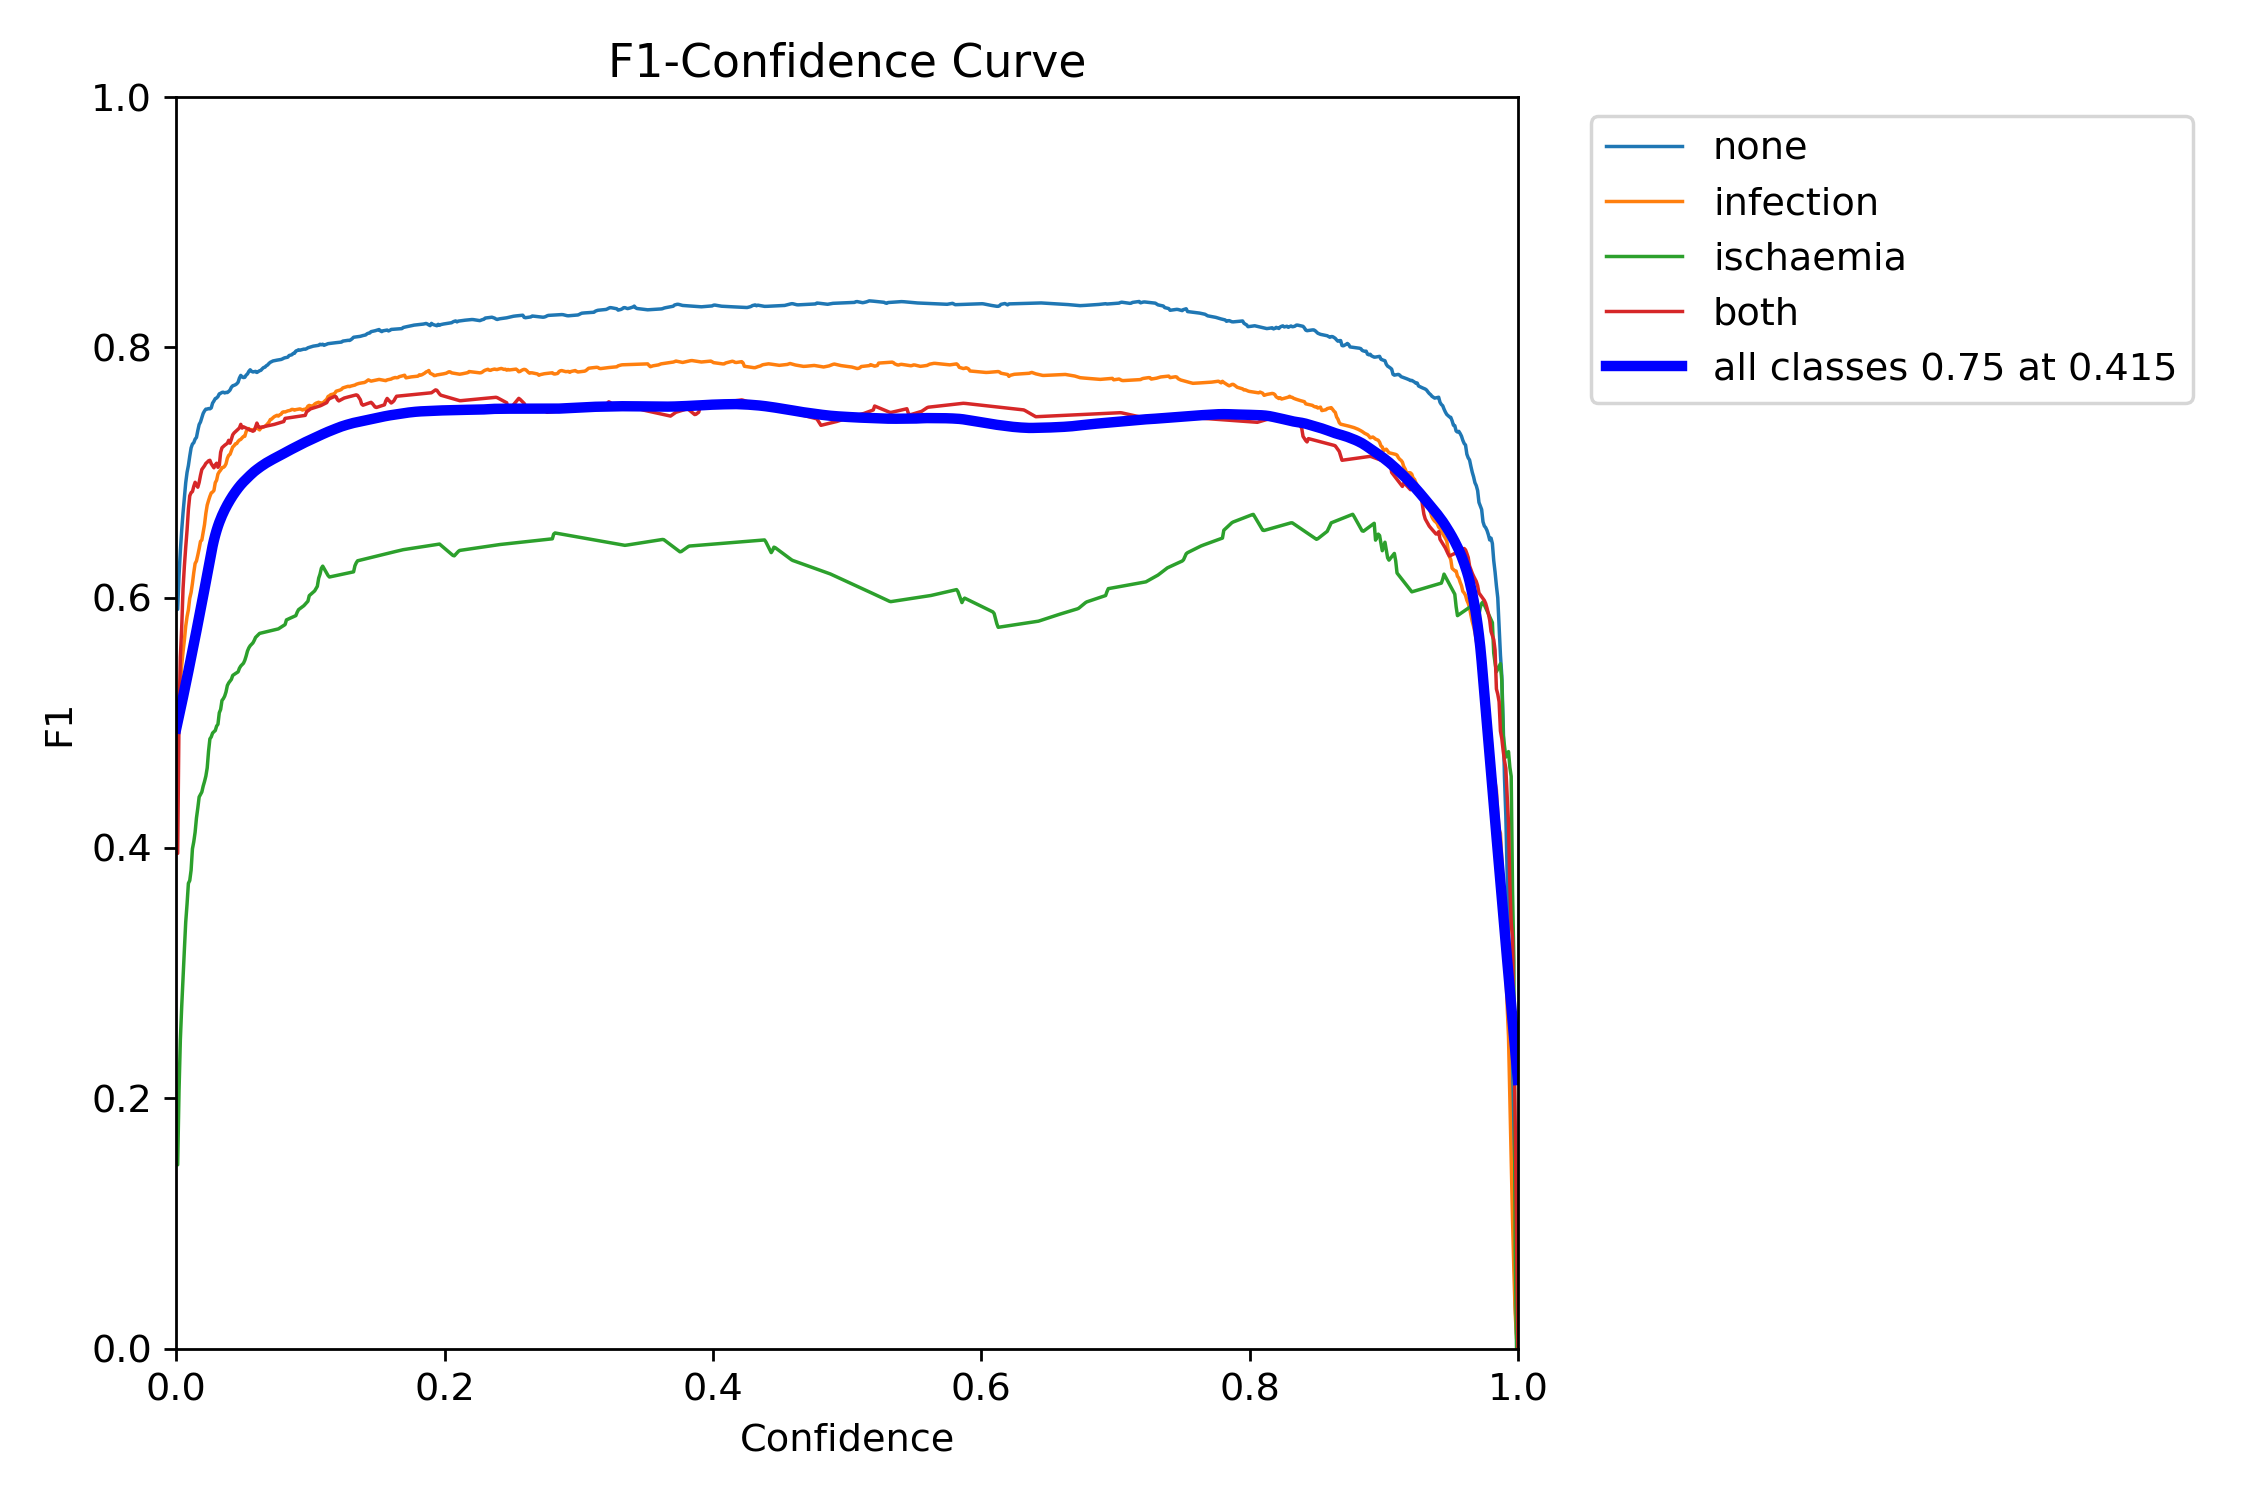 F1-Confidence Curve
1.0
0.8
0.6
0.4
0.2
0.0
F1
0.0 0.2 0.4 0.6 0.8 1.0
Confidence
none
infection
ischaemia
both
all classes 0.75 at 0.415